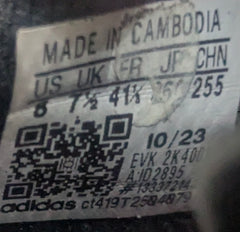 MADE IN CAMBODIA
US UK FR JP CHN
8 7½ 41⅓ 260 255
10/23
EVK 2K400
AJD2895
adidas